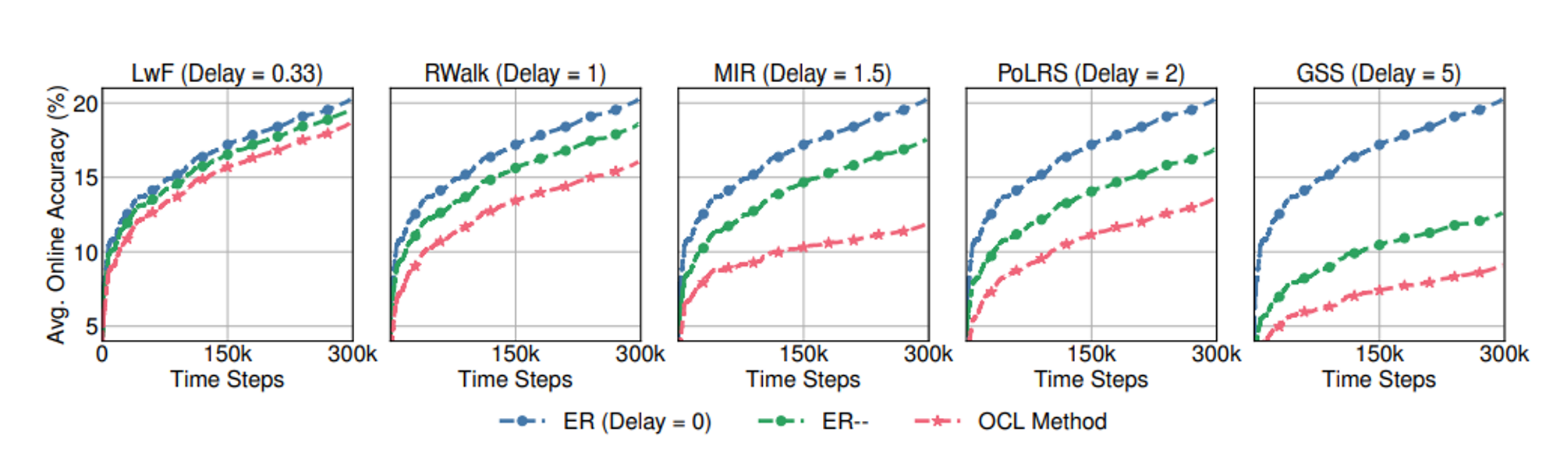 LwF (Delay = 0.33) RWalk (Delay = 1) MIR (Delay = 1.5) PoLRS (Delay = 2) GSS (Delay = 5)
Avg. Online Accuracy (%)
20
15
10
5
0 150k 300k 150k 300k 150k 300k 150k 300k 150k 300k
Time Steps Time Steps Time Steps Time Steps Time Steps
ER (Delay = 0) ER-- OCL Method